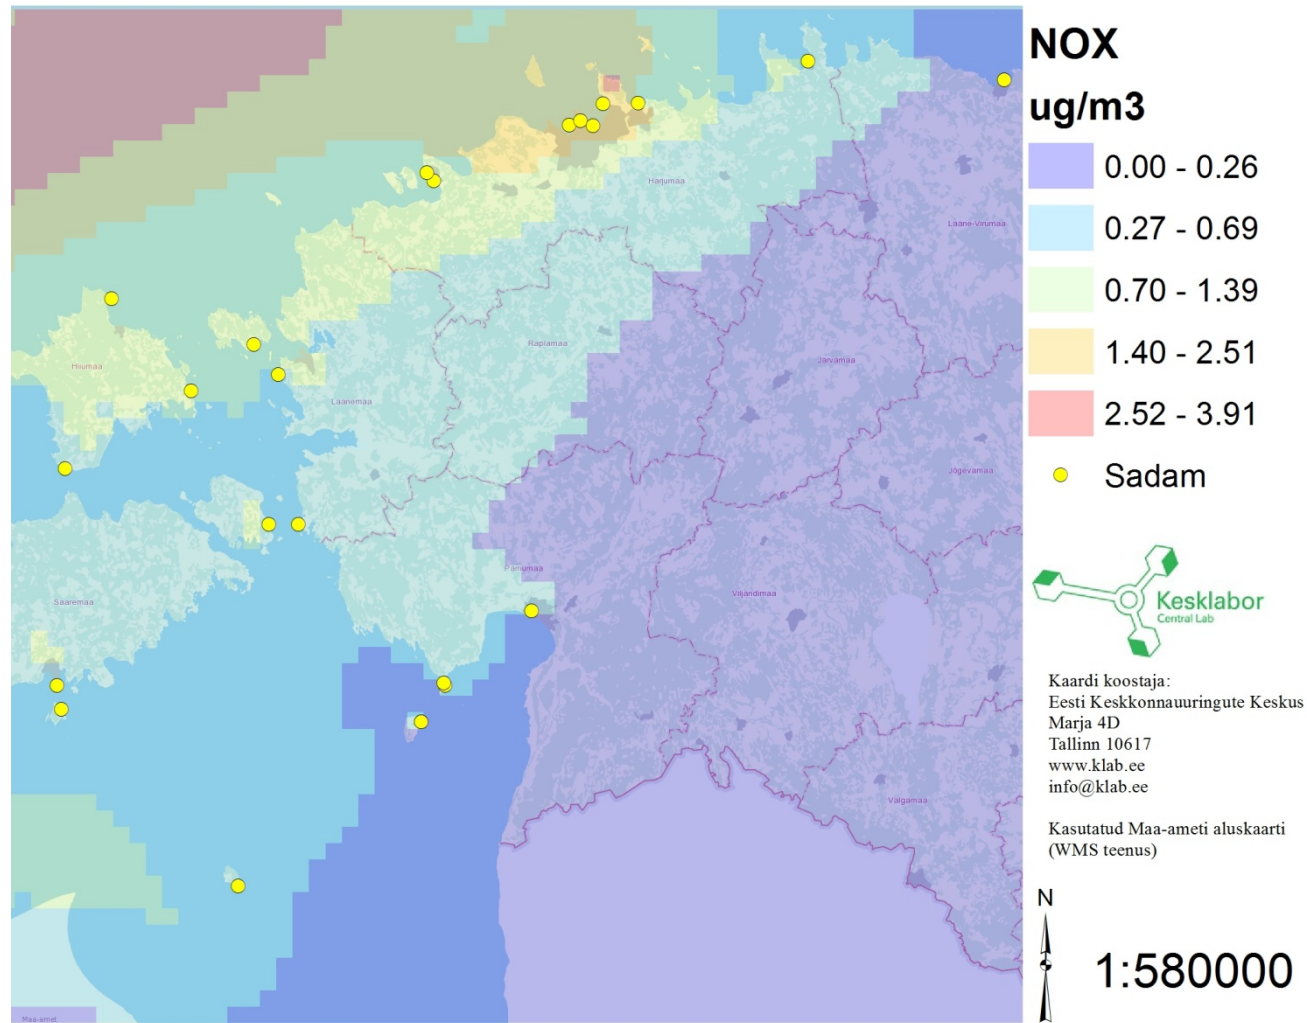 NOX
ug/m3
0.00 - 0.26
0.27 - 0.69
0.70 - 1.39
1.40 - 2.51
2.52 - 3.91
Sadam
Kesklabor
Central Lab
Kaardi koostaja:
Eesti Keskkonnauuringute Keskus
Marja 4D
Tallinn 10617
www.klab.ee
info@klab.ee
Kasutatud Maa-ameti aluskaarti
(WMS teenus)
N
1:580000
Harjumaa
Lääne-Virumaa
Raplamaa
Järvamaa
Hiiumaa
Läänemaa
Jõgevamaa
Pärnumaa
Viljandimaa
Saaremaa
Valgamaa
Maa-amet